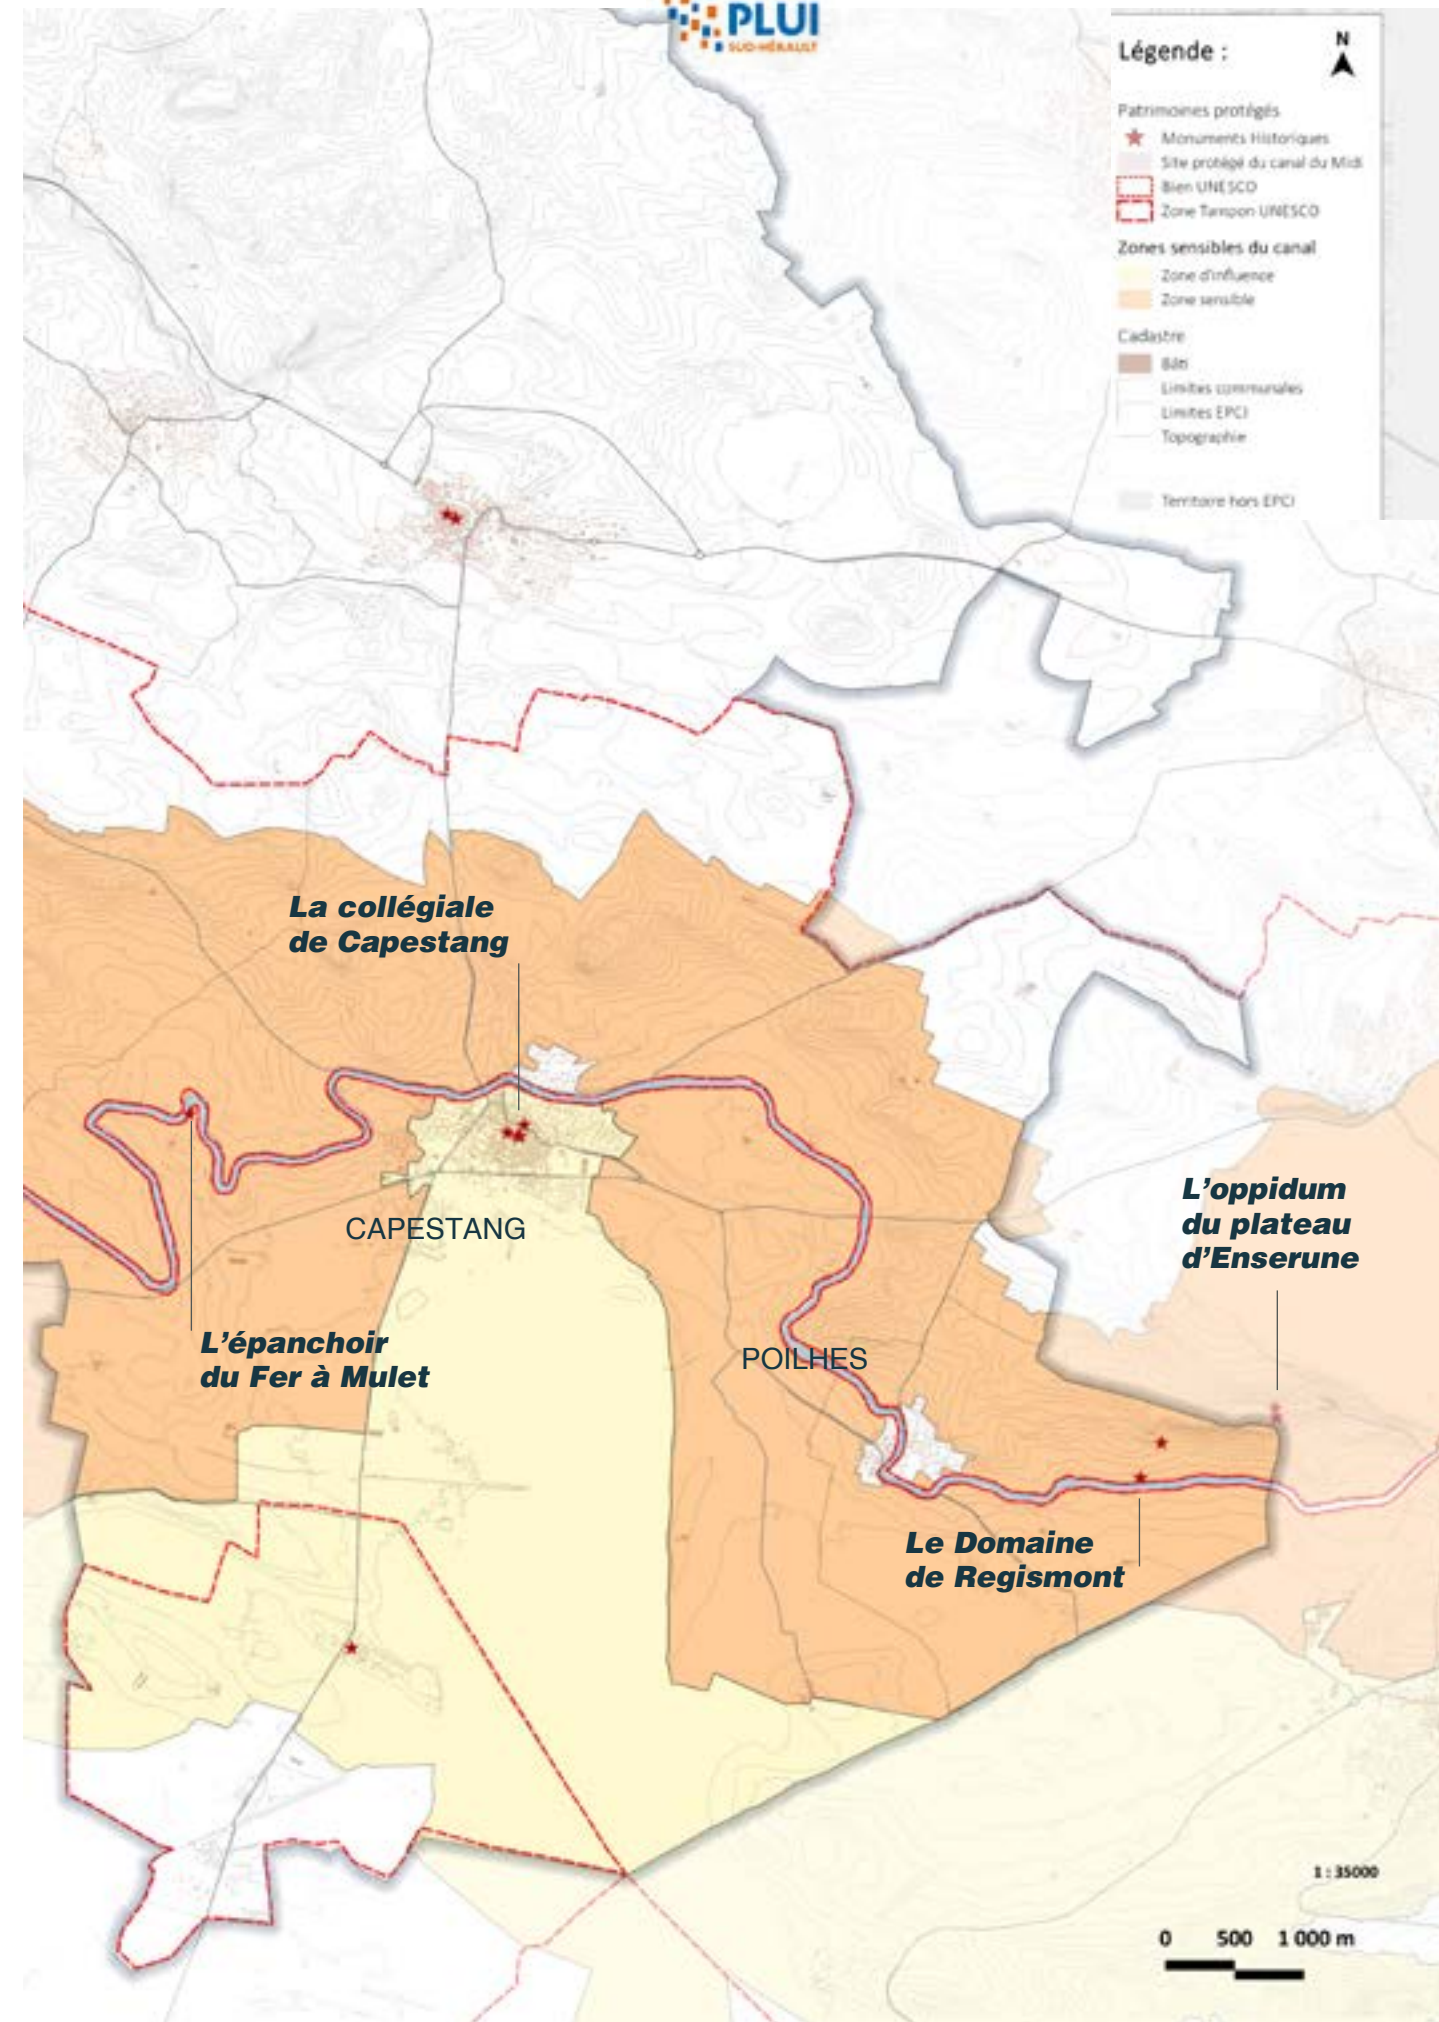 PLUI
SUD-HÉRAULT
Légende :
N
Patrimoines protégés
Monuments Historiques
Site protégé du canal du Midi
Bien UNESCO
Zone Tampon UNESCO
Zones sensibles du canal
Zone d'influence
Zone sensible
Cadastre
Bâti
Limites communales
Limites EPCI
Topographie
Territoire hors EPCI
La collégiale
de Capestang
CAPESTANG
L'oppidum
du plateau
d'Enserune
L'épanchoir
du Fer à Mulet
POILHES
Le Domaine
de Regismont
1 : 35000
0 500 1 000 m